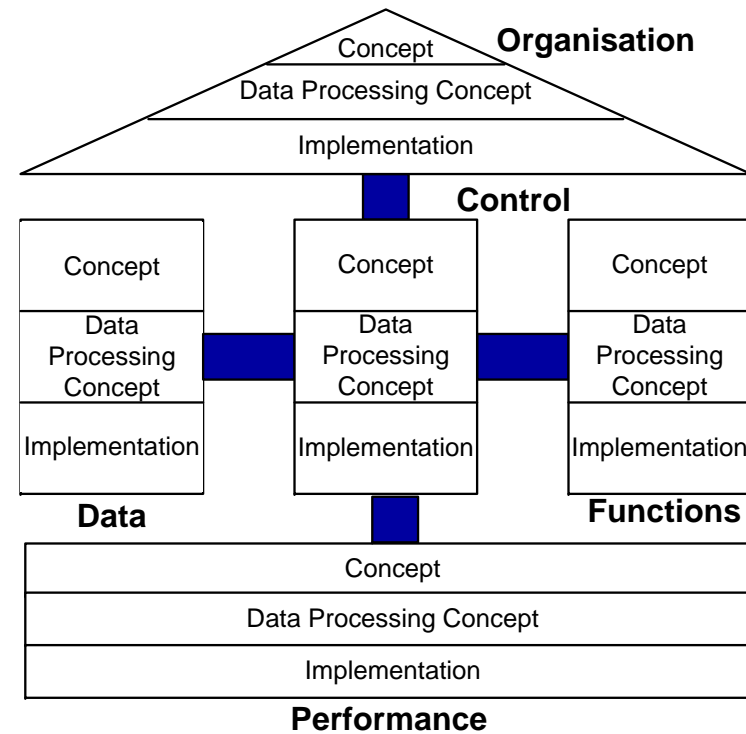 Concept
Organisation
Data Processing Concept
Implementation
Control
Concept
Data
Processing
Concept
Implementation
Data
Concept
Data
Processing
Concept
Implementation
Concept
Data
Processing
Concept
Implementation
Functions
Concept
Data Processing Concept
Implementation
Performance